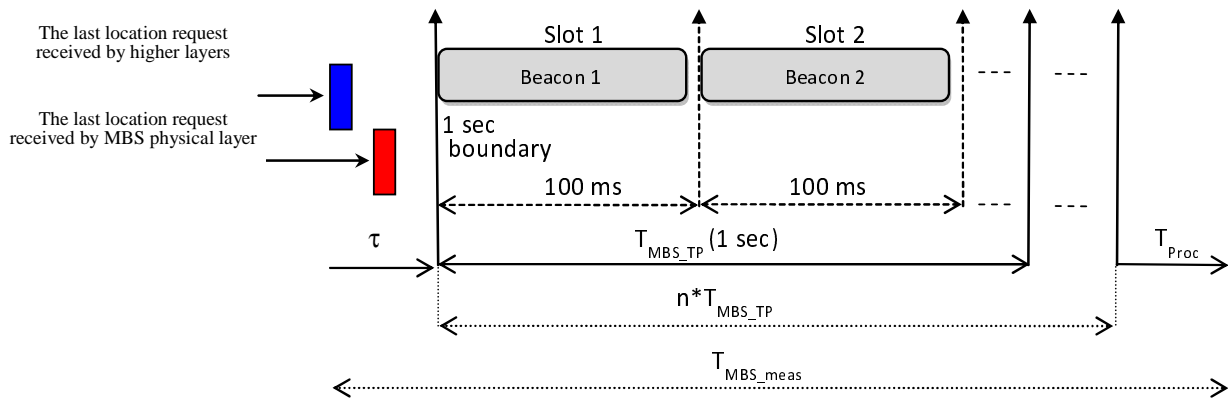 The last location request
received by higher layers
The last location request
received by MBS physical layer
Slot 1
Slot 2
Beacon 1
Beacon 2
1 sec
boundary
100 ms
100 ms
τ
T_MBS_TP (1 sec)
T_Proc
n*T_MBS_TP
T_MBS_meas